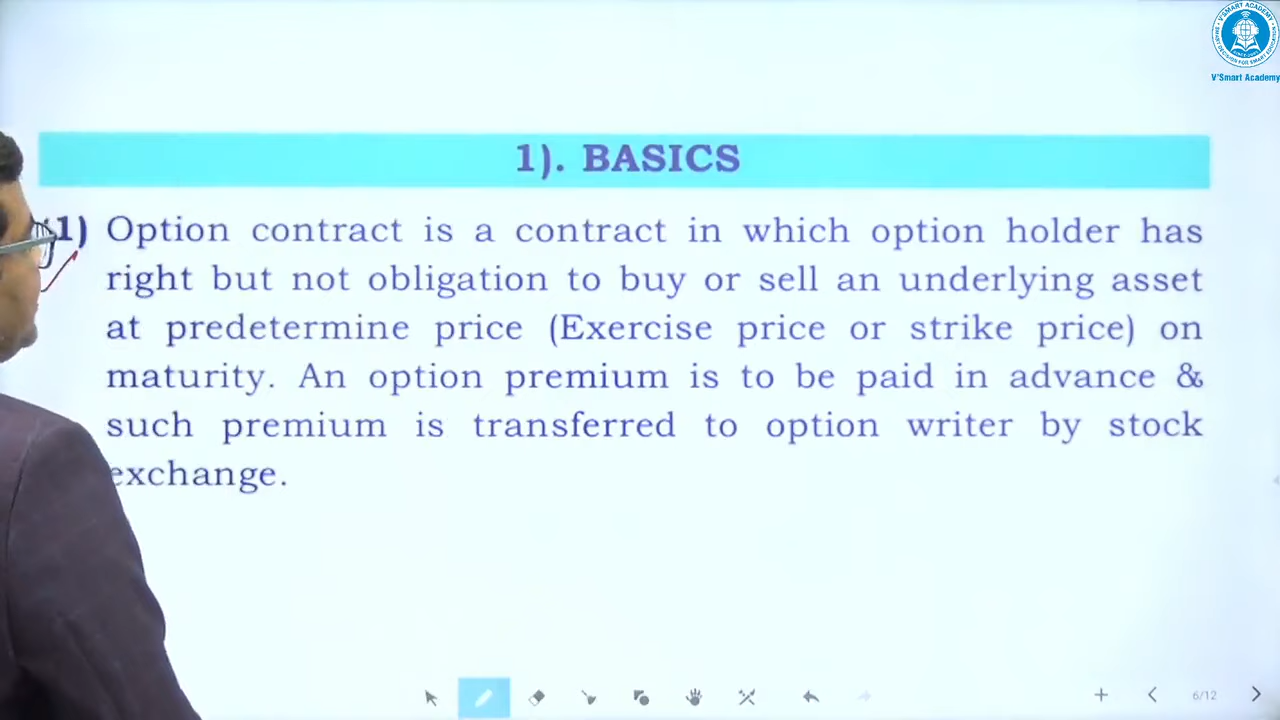 V'SMART ACADEMY
V'Smart Academy
1). BASICS
1) Option contract is a contract in which option holder has
right but not obligation to buy or sell an underlying asset
at predetermine price (Exercise price or strike price) on
maturity. An option premium is to be paid in advance &
such premium is transferred to option writer by stock
exchange.
6/12